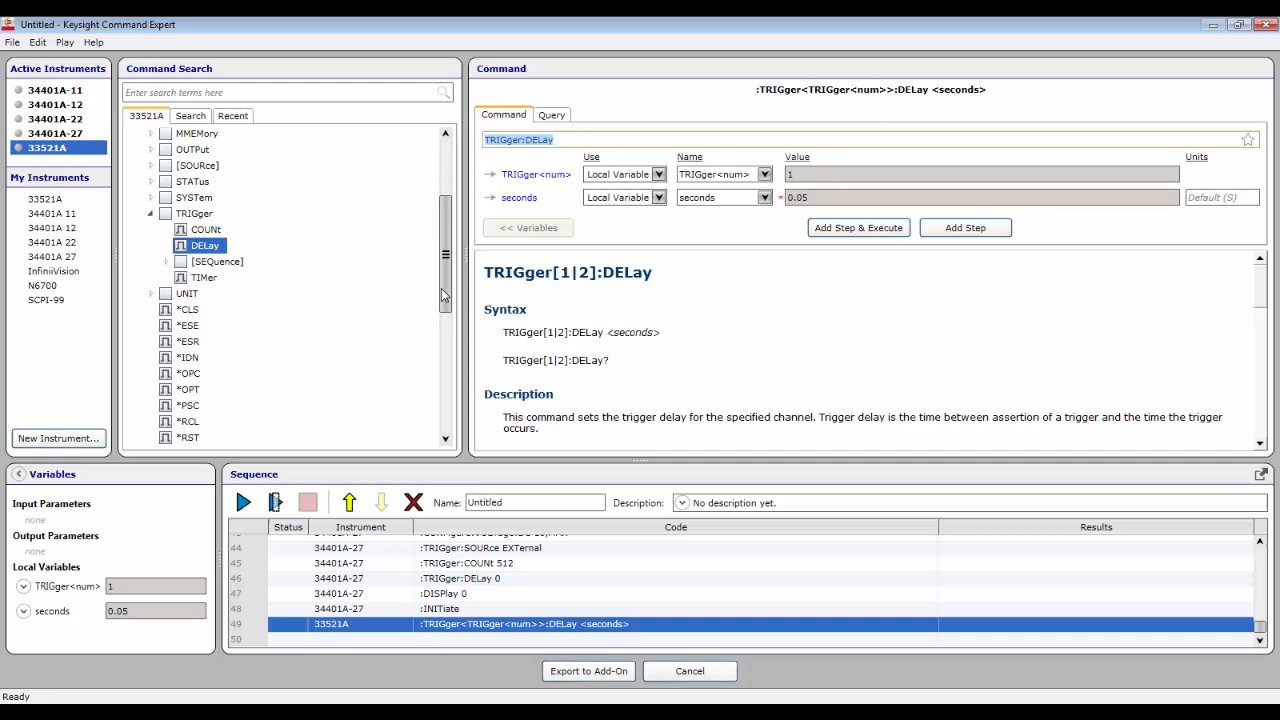 Untitled - Keysight Command Expert
File Edit Play Help
Active Instruments
34401A-11
34401A-12
34401A-22
34401A-27
33521A
My Instruments
33521A
34401A 11
34401A 12
34401A 22
34401A 27
InfiniiVision
N6700
SCPI-99
New Instrument...
Command Search
Enter search terms here
33521A Search Recent
MMEMory
OUTPut
[SOURce]
STATus
SYSTem
TRIGger
COUNt
DELay
[SEQuence]
TIMer
UNIT
*CLS
*ESE
*ESR
*IDN
*OPC
*OPT
*PSC
*RCL
*RST
Command
:TRIGger<TRIGger<num>>:DELay <seconds>
Command Query
TRIGger:DELay
Use Name Value Units
TRIGger<num> Local Variable TRIGger<num> 1
seconds Local Variable seconds * 0.05 Default (S)
<< Variables Add Step & Execute Add Step
TRIGger[1|2]:DELay
Syntax
TRIGger[1|2]:DELay <seconds>
TRIGger[1|2]:DELay?
Description
This command sets the trigger delay for the specified channel. Trigger delay is the time between assertion of a trigger and the time the trigger
occurs.
Variables
Input Parameters
none
Output Parameters
none
Local Variables
TRIGger<num> 1
seconds 0.05
Sequence
Name: Untitled Description: No description yet.
Status Instrument Code Results
44 34401A-27 :TRIGger:SOURce EXTernal
45 34401A-27 :TRIGger:COUNt 512
46 34401A-27 :TRIGger:DELay 0
47 34401A-27 :DISPlay 0
48 34401A-27 :INITiate
49 33521A :TRIGger<TRIGger<num>>:DELay <seconds>
50
Export to Add-On Cancel
Ready